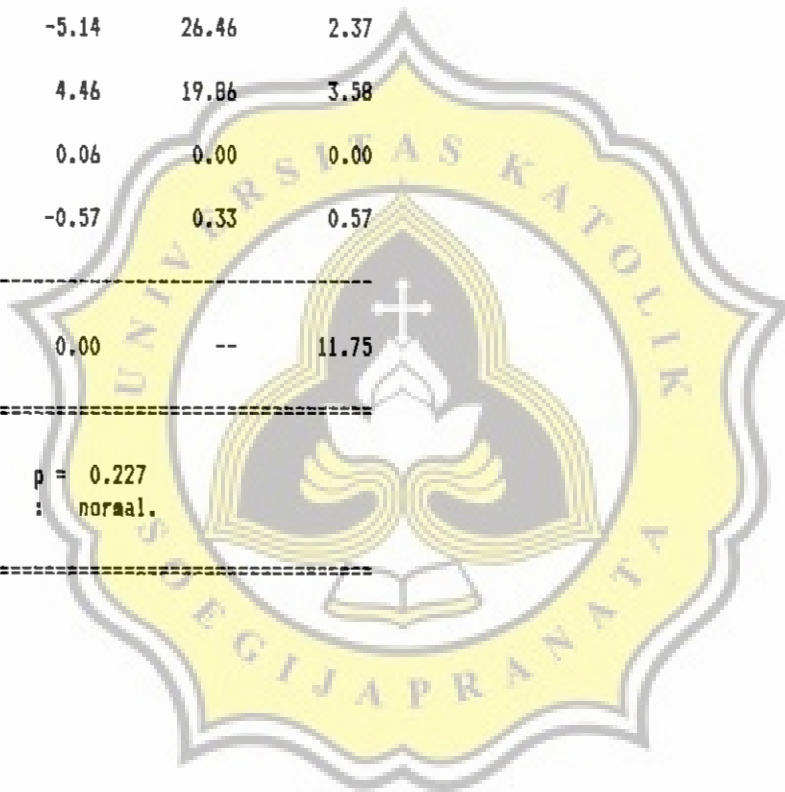 -5.14 26.46 2.37
4.46 19.86 3.58
0.06 0.00 0.00
-0.57 0.33 0.57
--------------------------------
0.00 -- 11.75
================================
p = 0.227
: normal.
================================
UNIVERSITAS KATOLIK
SOEGIJAPRANATA